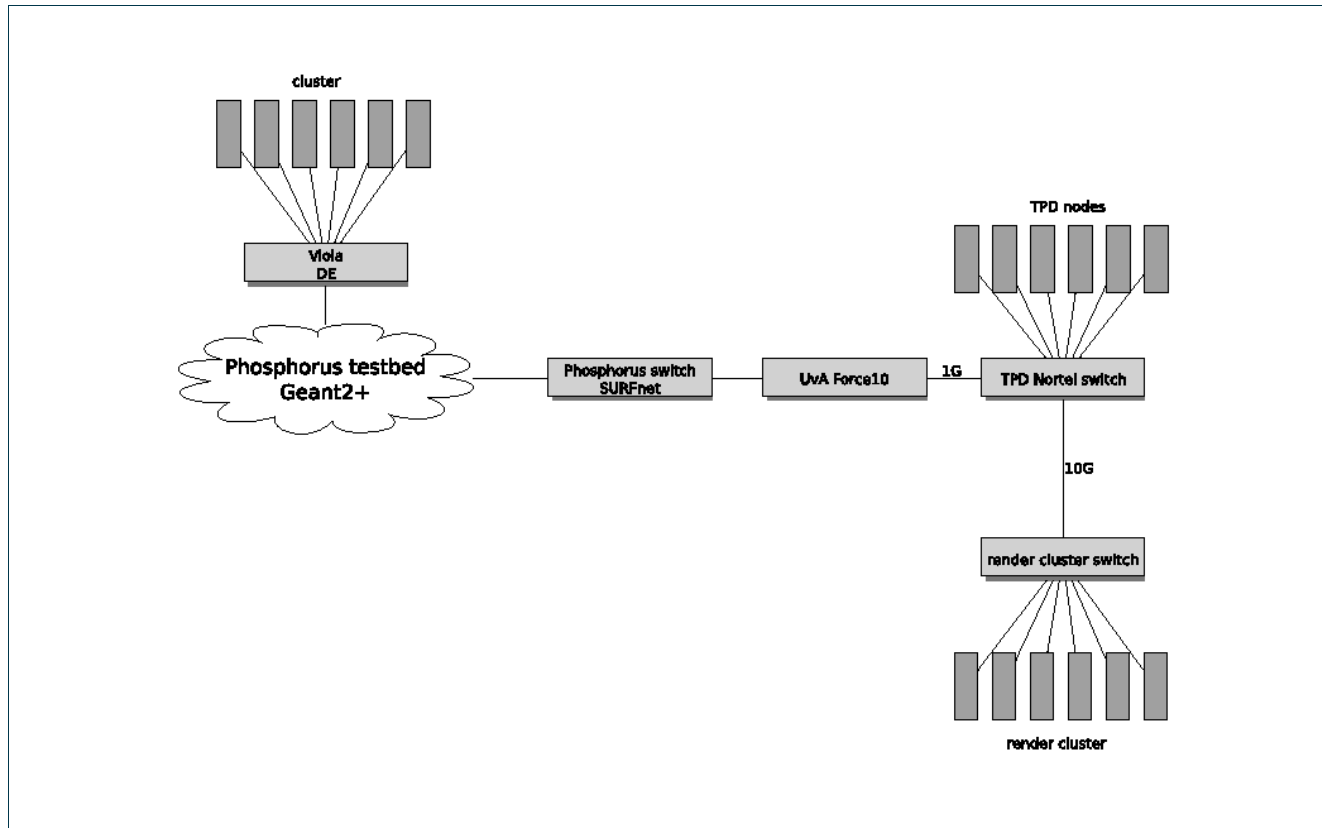 cluster
Viola
DE
TPD nodes
Phosphorus testbed
Geant2+
Phosphorus switch
SURFnet
UvA Force10
1G
TPD Nortel switch
10G
render cluster switch
render cluster